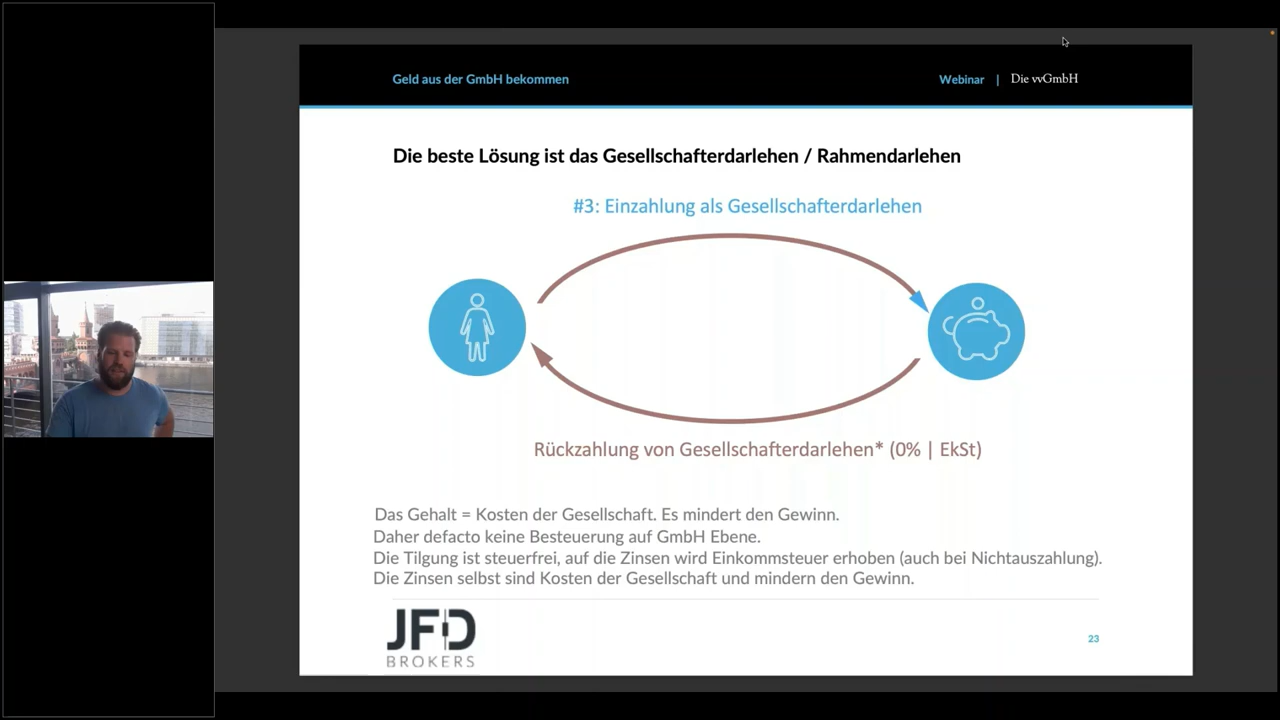 Geld aus der GmbH bekommen
Webinar | Die vvGmbH
Die beste Lösung ist das Gesellschafterdarlehen / Rahmendarlehen
#3: Einzahlung als Gesellschafterdarlehen
Rückzahlung von Gesellschafterdarlehen* (0% | EkSt)
Das Gehalt = Kosten der Gesellschaft. Es mindert den Gewinn.
Daher defacto keine Besteuerung auf GmbH Ebene.
Die Tilgung ist steuerfrei, auf die Zinsen wird Einkommsteuer erhoben (auch bei Nichtauszahlung).
Die Zinsen selbst sind Kosten der Gesellschaft und mindern den Gewinn.
JFD
BROKERS
23